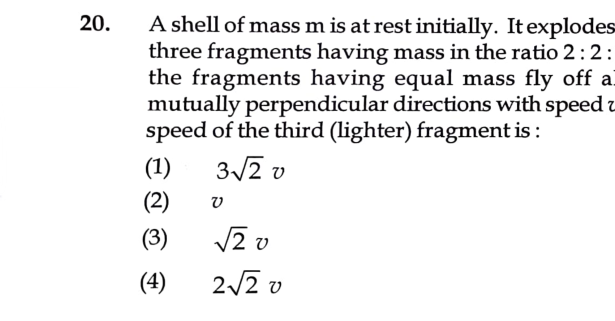 20. A shell of mass m is at rest initially. It explodes
three fragments having mass in the ratio 2 : 2 :
the fragments having equal mass fly off a
mutually perpendicular directions with speed v
speed of the third (lighter) fragment is :
(1) 3√2 v
(2) v
(3) √2 v
(4) 2√2 v